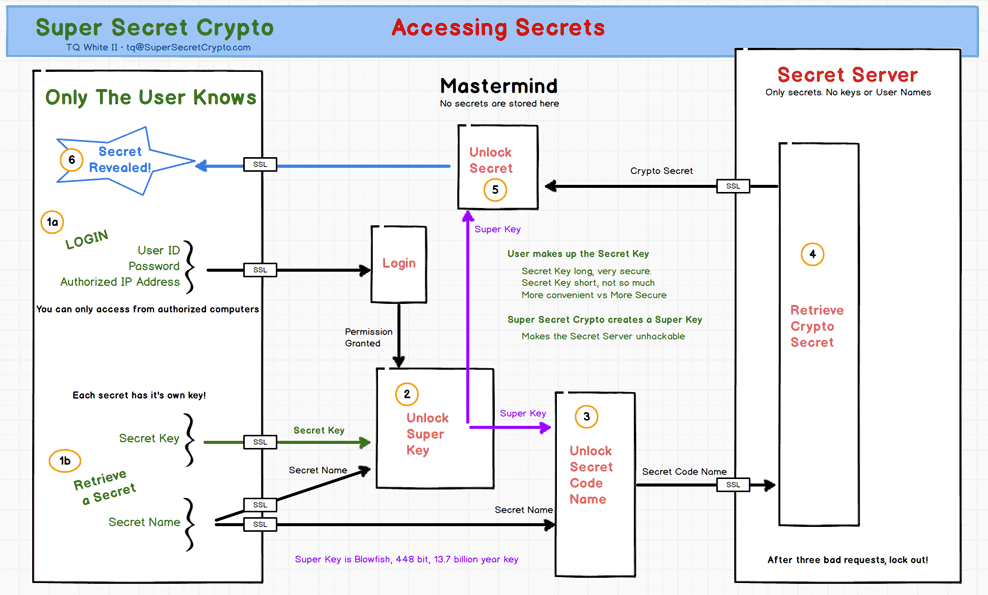 Super Secret Crypto
TQ White II · tq@SuperSecretCrypto.com
Accessing Secrets
Only The User Knows
6
Secret
Revealed!
1a
LOGIN
User ID
Password
Authorized IP Address
You can only access from authorized computers
Each secret has it's own key!
Secret Key
1b
Retrieve
a Secret
Secret Name
SSL
SSL
SSL
SSL
SSL
Mastermind
No secrets are stored here
Unlock
Secret
5
Super Key
Login
Permission
Granted
User makes up the Secret Key
Secret Key long, very secure.
Secret Key short, not so much
More convenient vs More Secure
Super Secret Crypto creates a Super Key
Makes the Secret Server unhackable
2
Unlock
Super
Key
Secret Key
Secret Name
Super Key
3
Unlock
Secret
Code
Name
Secret Name
Super Key is Blowfish, 448 bit, 13.7 billion year key
Crypto Secret
SSL
Secret Code Name
SSL
Secret Server
Only secrets. No keys or User Names
4
Retrieve
Crypto
Secret
After three bad requests, lock out!